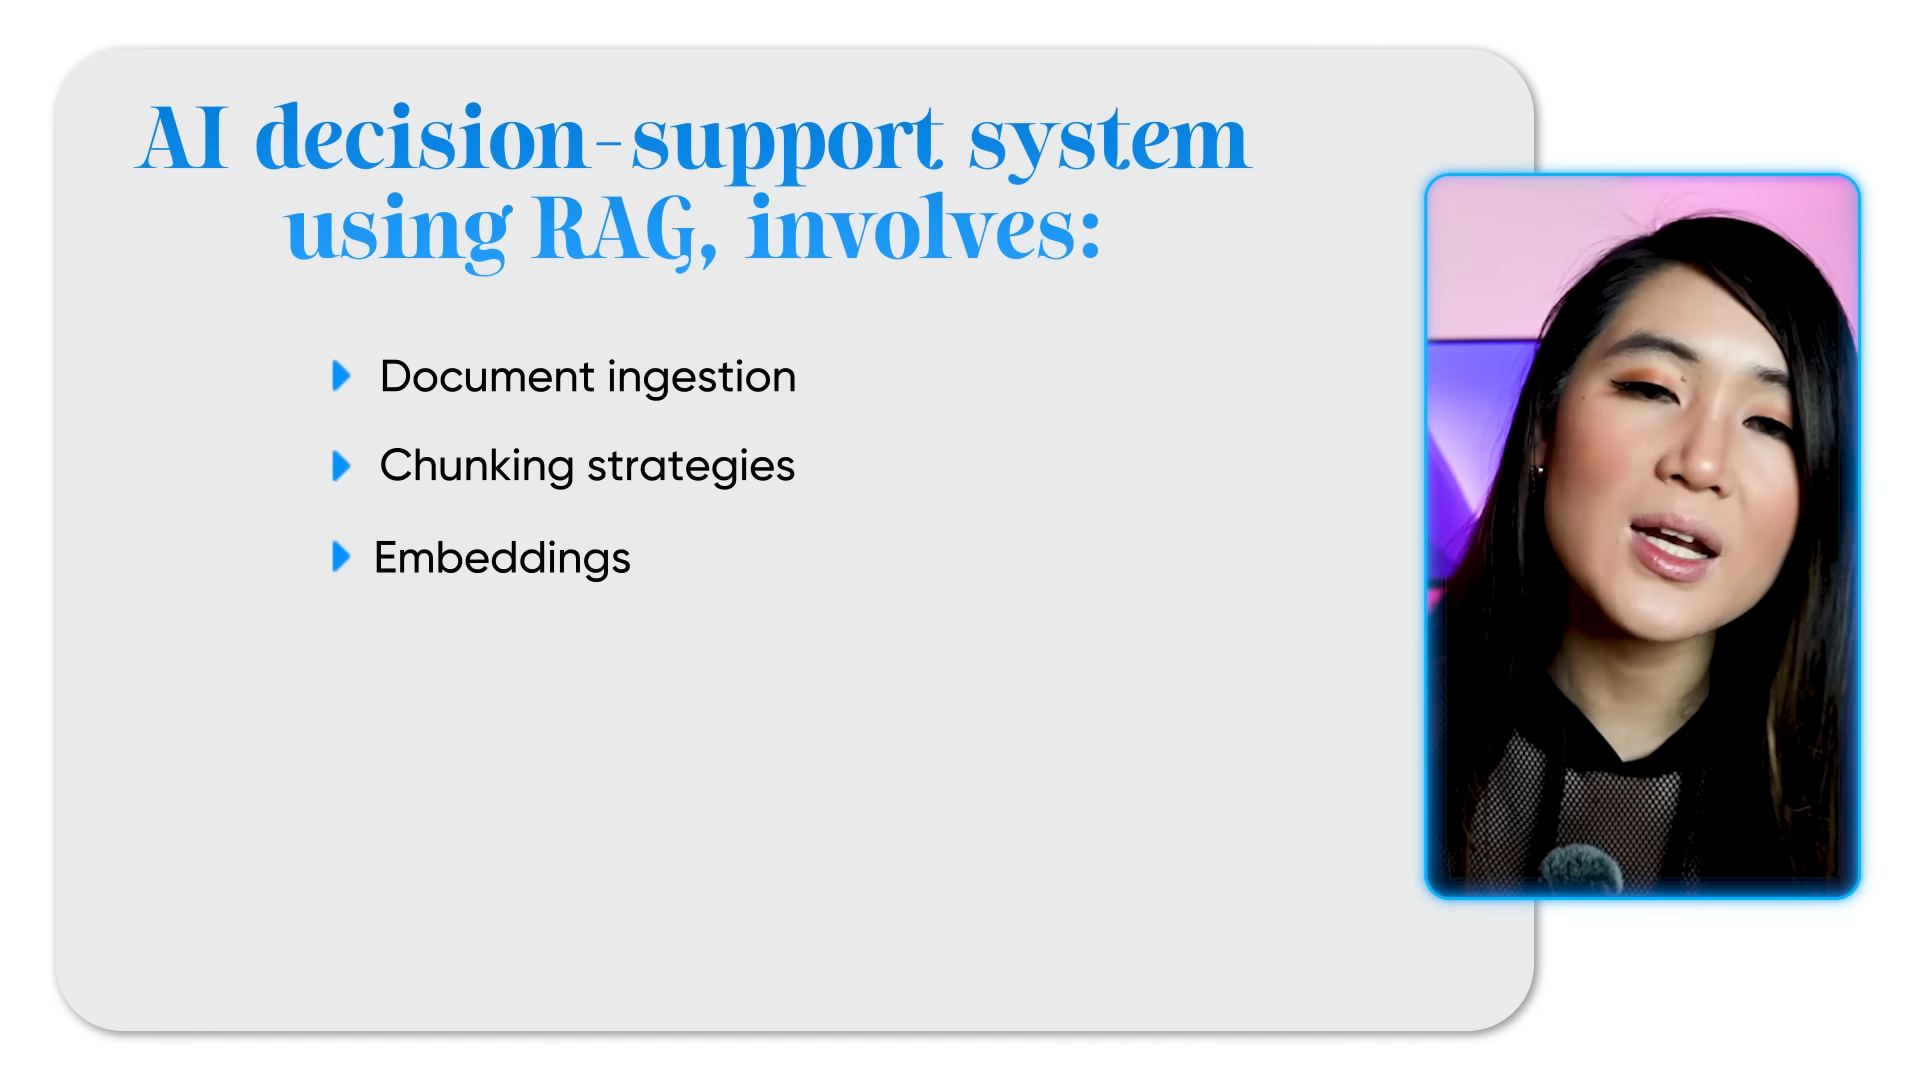 AI decision-support system
using RAG, involves:
Document ingestion
Chunking strategies
Embeddings